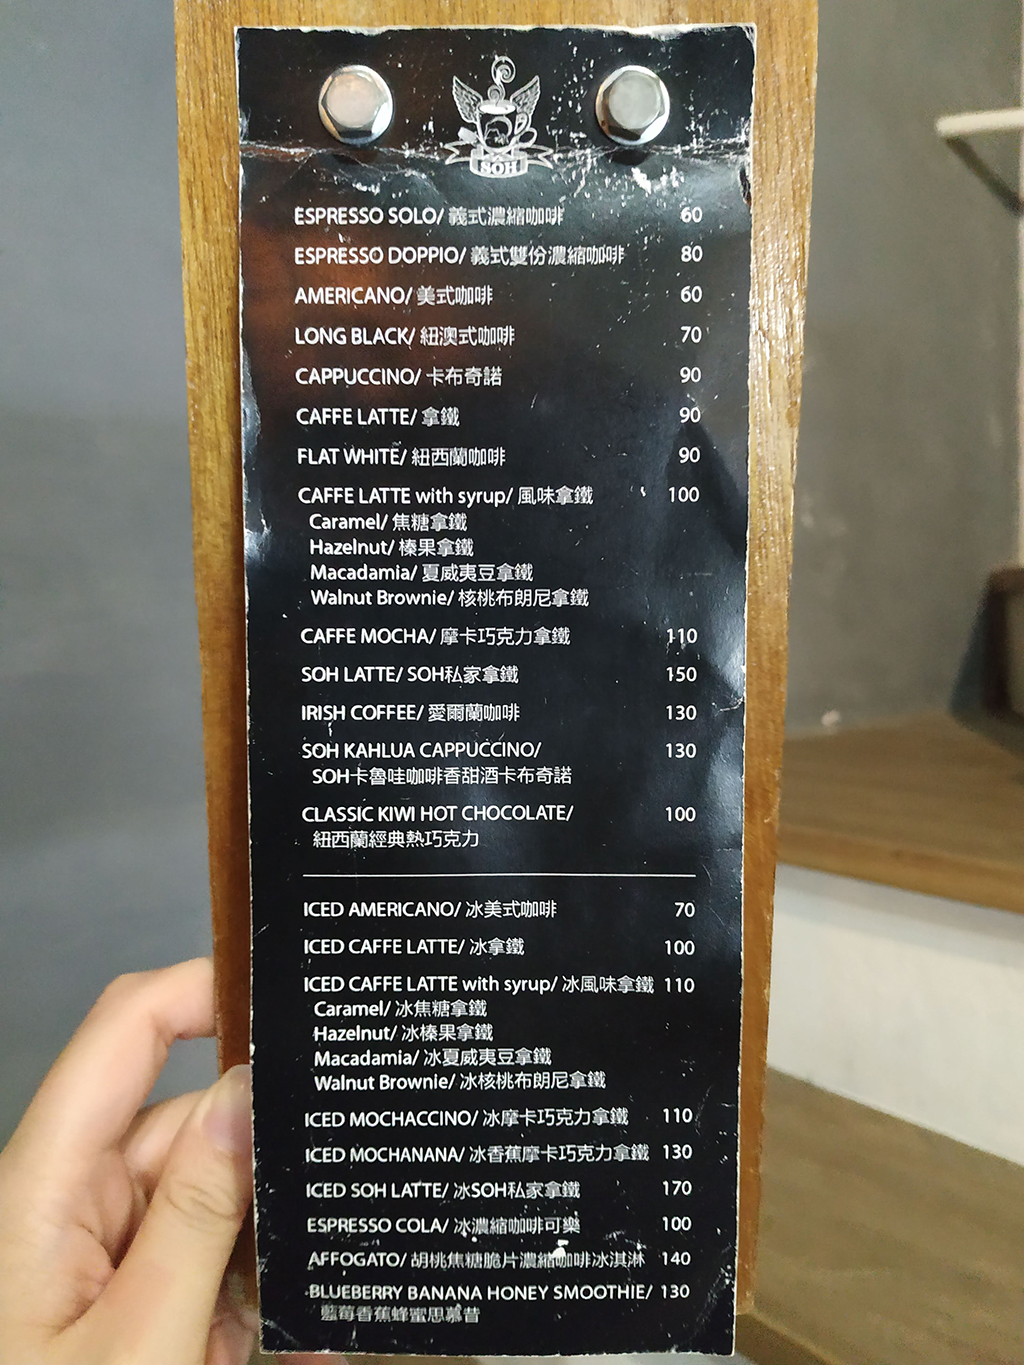 SOH
ESPRESSO SOLO/ 義式濃縮咖啡 60
ESPRESSO DOPPIO/ 義式雙份濃縮咖啡 80
AMERICANO/ 美式咖啡 60
LONG BLACK/ 紐澳式咖啡 70
CAPPUCCINO/ 卡布奇諾 90
CAFFE LATTE/ 拿鐵 90
FLAT WHITE/ 紐西蘭咖啡 90
CAFFE LATTE with syrup/ 風味拿鐵 100
Caramel/ 焦糖拿鐵
Hazelnut/ 榛果拿鐵
Macadamia/ 夏威夷豆拿鐵
Walnut Brownie/ 核桃布朗尼拿鐵
CAFFE MOCHA/ 摩卡巧克力拿鐵 110
SOH LATTE/ SOH私家拿鐵 150
IRISH COFFEE/ 愛爾蘭咖啡 130
SOH KAHLUA CAPPUCCINO/ 130
SOH卡魯哇咖啡香甜酒卡布奇諾
CLASSIC KIWI HOT CHOCOLATE/ 100
紐西蘭經典熱巧克力
ICED AMERICANO/ 冰美式咖啡 70
ICED CAFFE LATTE/ 冰拿鐵 100
ICED CAFFE LATTE with syrup/ 冰風味拿鐵 110
Caramel/ 冰焦糖拿鐵
Hazelnut/ 冰榛果拿鐵
Macadamia/ 冰夏威夷豆拿鐵
Walnut Brownie/ 冰核桃布朗尼拿鐵
ICED MOCHACCINO/ 冰摩卡巧克力拿鐵 110
ICED MOCHANANA/ 冰香蕉摩卡巧克力拿鐵 130
ICED SOH LATTE/ 冰SOH私家拿鐵 170
ESPRESSO COLA/ 冰濃縮咖啡可樂 100
AFFOGATO/ 胡桃焦糖脆片濃縮咖啡冰淇淋 140
BLUEBERRY BANANA HONEY SMOOTHIE/ 130
藍莓香蕉蜂蜜思慕昔